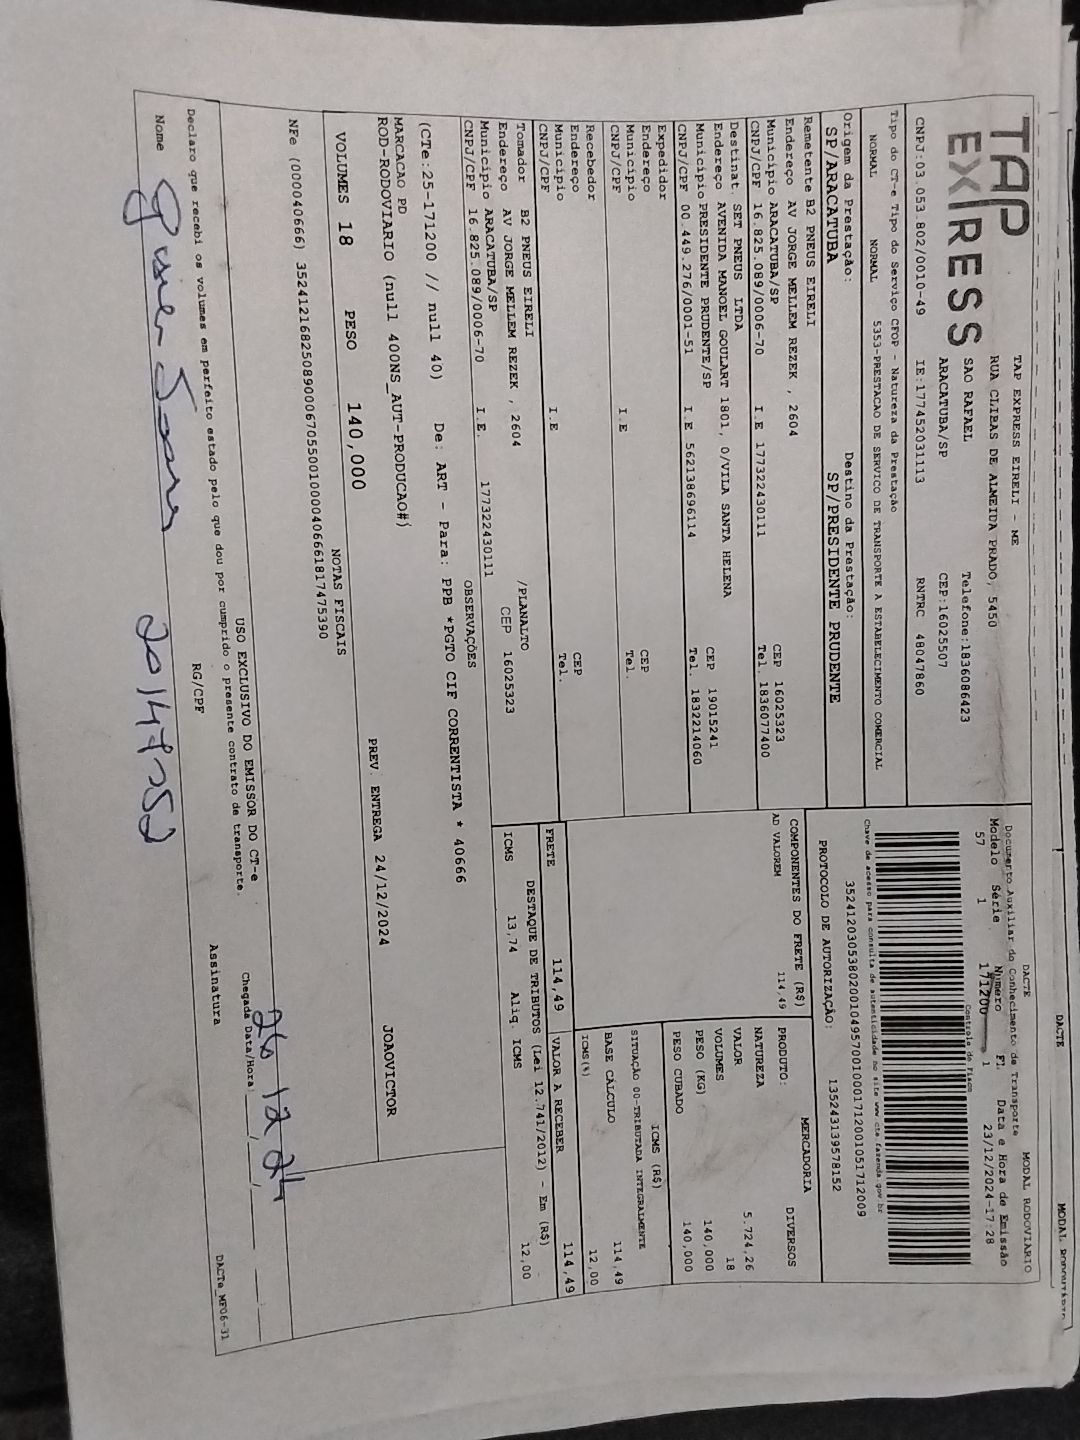 DACTE
MODAL RODOVIARIO
TAP
EXPRESS
TAP EXPRESS EIRELI - ME
RUA CLIBAS DE ALMEIDA PRADO, 5450
SAO RAFAEL
Telefone:1836086423
ARACATUBA/SP
CEP:16025507
CNPJ:03.053.802/0010-49
IE:177452031113
RNTRC 48047860
DACTE
MODAL RODOVIARIO
Documento Auxiliar do Conhecimento de Transporte
Modelo Série Numero Fl. Data e Hora de Emissão
57 1 171200 1 23/12/2024-17:28
Controle do Fisco
Chave de acesso para consulta de autenticidade no site www.cte.fazenda.gov.br
35241203053802001049570010001712001051712009
PROTOCOLO DE AUTORIZAÇÃO: 135243139578152
Tipo do CT-e Tipo do Serviço CFOP - Natureza da Prestação
NORMAL NORMAL 5353-PRESTACAO DE SERVICO DE TRANSPORTE A ESTABELECIMENTO COMERCIAL
Origem da Prestação: Destino da Prestação:
SP/ARACATUBA SP/PRESIDENTE PRUDENTE
Remetente B2 PNEUS EIRELI
Endereço AV JORGE MELLEM REZEK , 2604
CEP 16025323
Município ARACATUBA/SP
Tel. 1836077400
CNPJ/CPF 16.825.089/0006-70 I.E 177322430111
Destinat. SET PNEUS LTDA
Endereço AVENIDA MANOEL GOULART 1801, 0/VILA SANTA HELENA
CEP 19015241
Município PRESIDENTE PRUDENTE/SP
Tel. 1832214060
CNPJ/CPF 00.449.276/0001-51 I.E 562138696114
Expedidor
Endereço
CEP
Município
Tel.
CNPJ/CPF I.E
Recebedor
Endereço
CEP
Município
Tel.
CNPJ/CPF I.E
Tomador B2 PNEUS EIRELI
/PLANALTO
Endereço AV JORGE MELLEM REZEK , 2604
CEP 16025323
Município ARACATUBA/SP
CNPJ/CPF 16.825.089/0006-70 I.E. 177322430111
COMPONENTES DO FRETE (R$)
AD VALOREM 114,49
PRODUTO: MERCADORIA
NATUREZA DIVERSOS
VALOR 5.724,26
VOLUMES 18
PESO (KG) 140,000
PESO CUBADO 140,000
ICMS (R$)
SITUAÇÃO 00-TRIBUTADA INTEGRALMENTE
BASE CÁLCULO 114,49
ICMS(%) 12,00
FRETE 114,49 VALOR A RECEBER 114,49
DESTAQUE DE TRIBUTOS (Lei 12.741/2012) - Em (R$)
ICMS 13,74 Aliq. ICMS 12,00
OBSERVAÇÕES
(CTe:25-171200 // null 40) De: ART - Para: PPB *PGTO CIF CORRENTISTA * 40666
MARCACAO PD
ROD-RODOVIARIO (null 400NS_AUT-PRODUCAO#)
PREV. ENTREGA 24/12/2024 JOAOVICTOR
VOLUMES 18 PESO 140,000
NOTAS FISCAIS
NFe (000040666) 35241216825089000670550010000406661817475390
USO EXCLUSIVO DO EMISSOR DO CT-e
Declaro que recebi os volumes em perfeito estado pelo que dou por cumprido o presente contrato de transporte.
26 12 24
Chegada Data/Hora
Nome
RG/CPF
Assinatura
DACTe_MF06-31